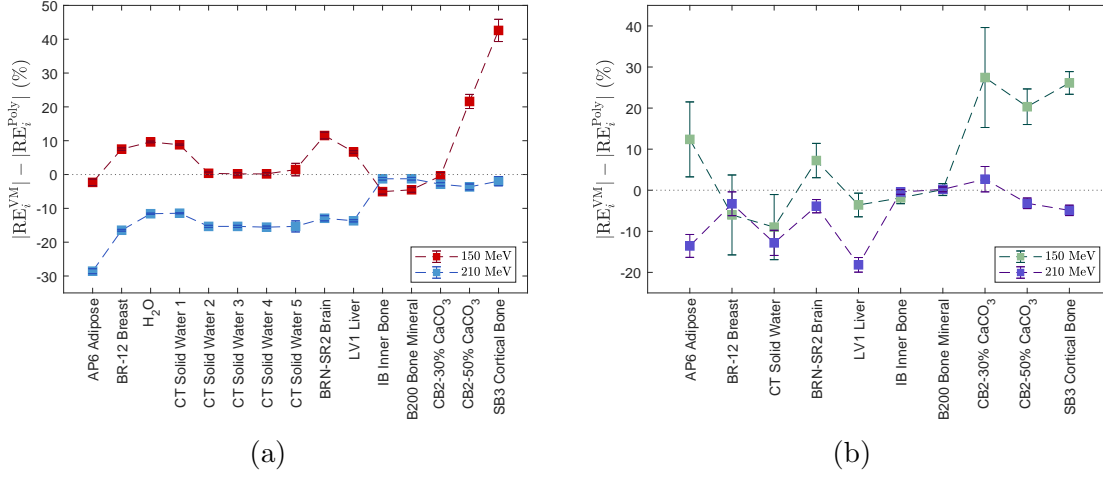 |RE_i^VM| − |RE_i^Poly| (%)
50
40
30
20
10
0
-10
-20
-30
150 MeV
210 MeV
AP6 Adipose
BR-12 Breast
H₂O
CT Solid Water 1
CT Solid Water 2
CT Solid Water 3
CT Solid Water 4
CT Solid Water 5
BRN-SR2 Brain
LV1 Liver
IB Inner Bone
B200 Bone Mineral
CB2-30% CaCO₃
CB2-50% CaCO₃
SB3 Cortical Bone
(a)
|RE_i^VM| − |RE_i^Poly| (%)
40
30
20
10
0
-10
-20
150 MeV
210 MeV
AP6 Adipose
BR-12 Breast
CT Solid Water
BRN-SR2 Brain
LV1 Liver
IB Inner Bone
B200 Bone Mineral
CB2-30% CaCO₃
CB2-50% CaCO₃
SB3 Cortical Bone
(b)